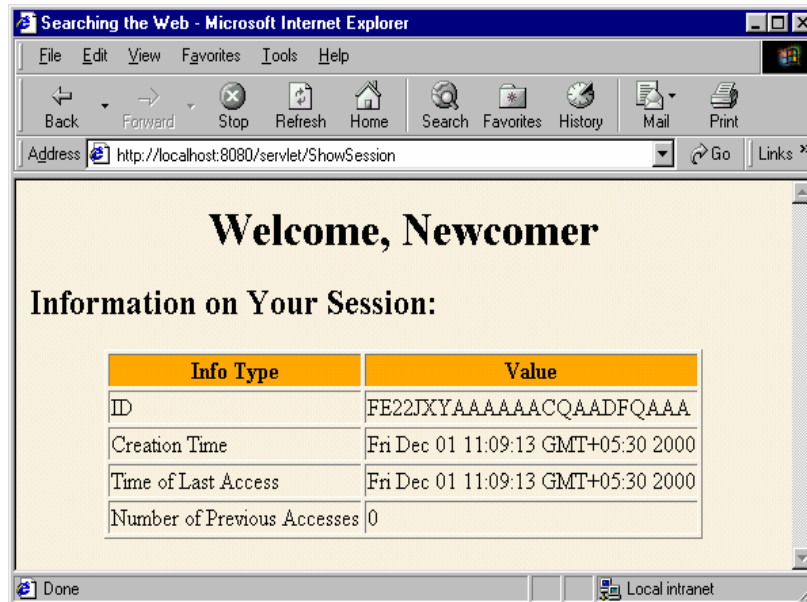 Searching the Web - Microsoft Internet Explorer
File Edit View Favorites Tools Help
Back Forward Stop Refresh Home Search Favorites History Mail Print
Address http://localhost:8080/servlet/ShowSession Go Links »
Welcome, Newcomer
Information on Your Session:
Info Type Value
ID FE22JXYAAAAAACQAADFQAAA
Creation Time Fri Dec 01 11:09:13 GMT+05:30 2000
Time of Last Access Fri Dec 01 11:09:13 GMT+05:30 2000
Number of Previous Accesses 0
Done Local intranet